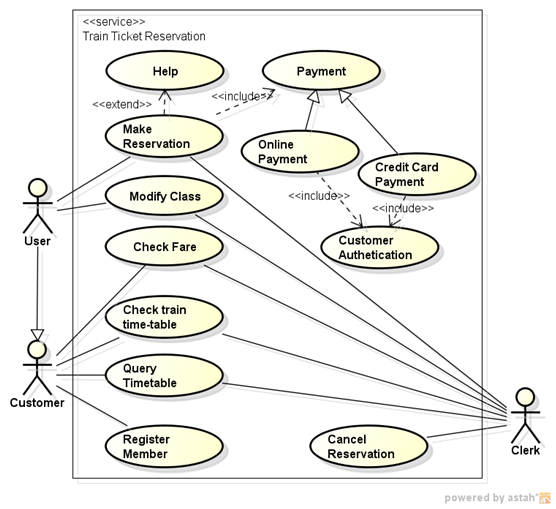 <<service>>
Train Ticket Reservation
Help
Payment
<<extend>>
<<include>>
Make
Reservation
Online
Payment
Credit Card
Payment
Modify Class
<<include>>
<<include>>
User
Check Fare
Customer
Authetication
Check train
time-table
Query
Timetable
Customer
Register
Member
Cancel
Reservation
Clerk
powered by astah*